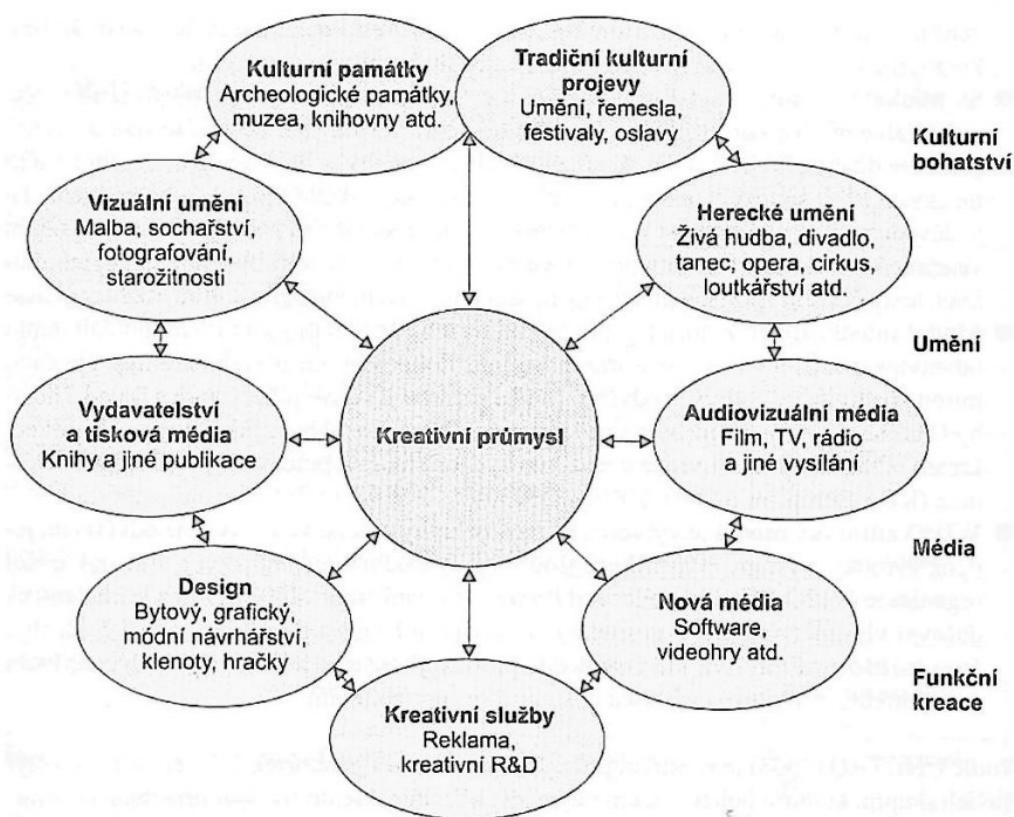 Kulturní památky
Archeologické památky,
muzea, knihovny atd.
Tradiční kulturní
projevy
Umění, řemesla,
festivaly, oslavy
Kulturní
bohatství
Vizuální umění
Malba, sochařství,
fotografování,
starožitnosti
Herecké umění
Živá hudba, divadlo,
tanec, opera, cirkus,
loutkářství atd.
Umění
Vydavatelství
a tisková média
Knihy a jiné publikace
Kreativní průmysl
Audiovizuální média
Film, TV, rádio
a jiné vysílání
Média
Design
Bytový, grafický,
módní návrhářství,
klenoty, hračky
Nová média
Software,
videohry atd.
Funkční
kreace
Kreativní služby
Reklama,
kreativní R&D